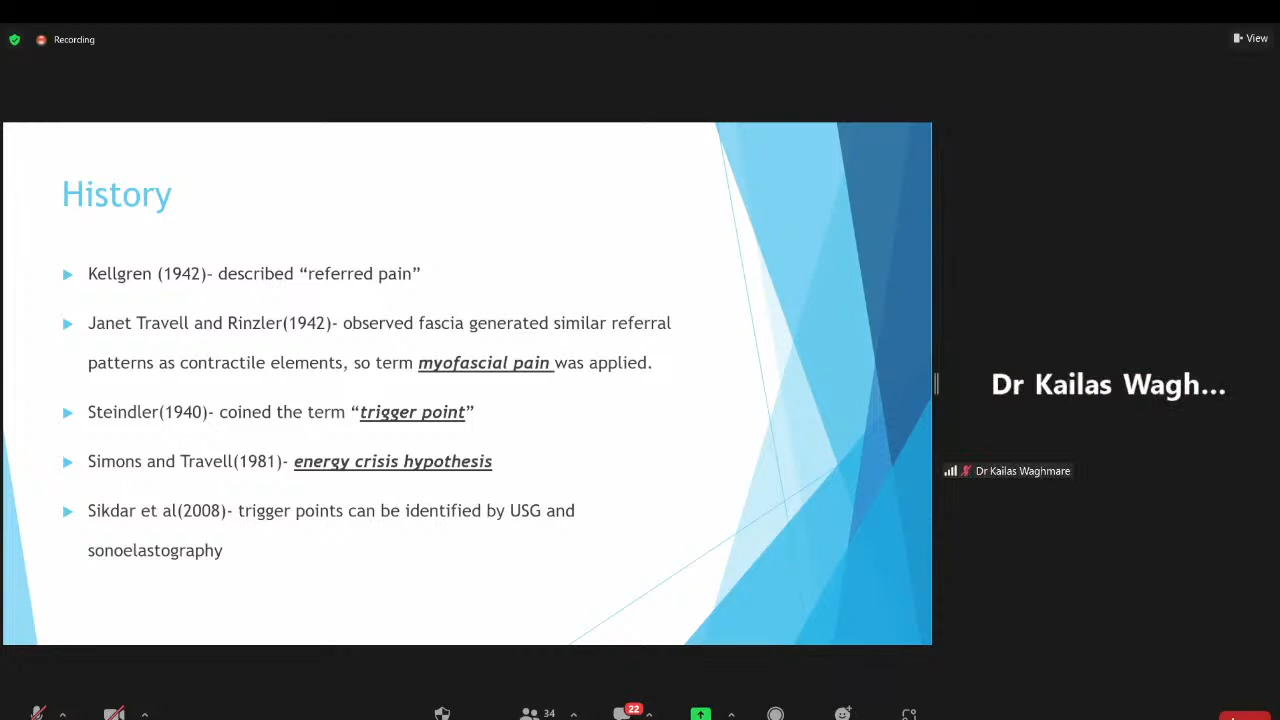 Recording
View
History
Kellgren (1942)- described “referred pain”
Janet Travell and Rinzler(1942)- observed fascia generated similar referral
patterns as contractile elements, so term myofascial pain was applied.
Steindler(1940)- coined the term “trigger point”
Simons and Travell(1981)- energy crisis hypothesis
Sikdar et al(2008)- trigger points can be identified by USG and
sonoelastography
Dr Kailas Wagh...
Dr Kailas Waghmare
34
22